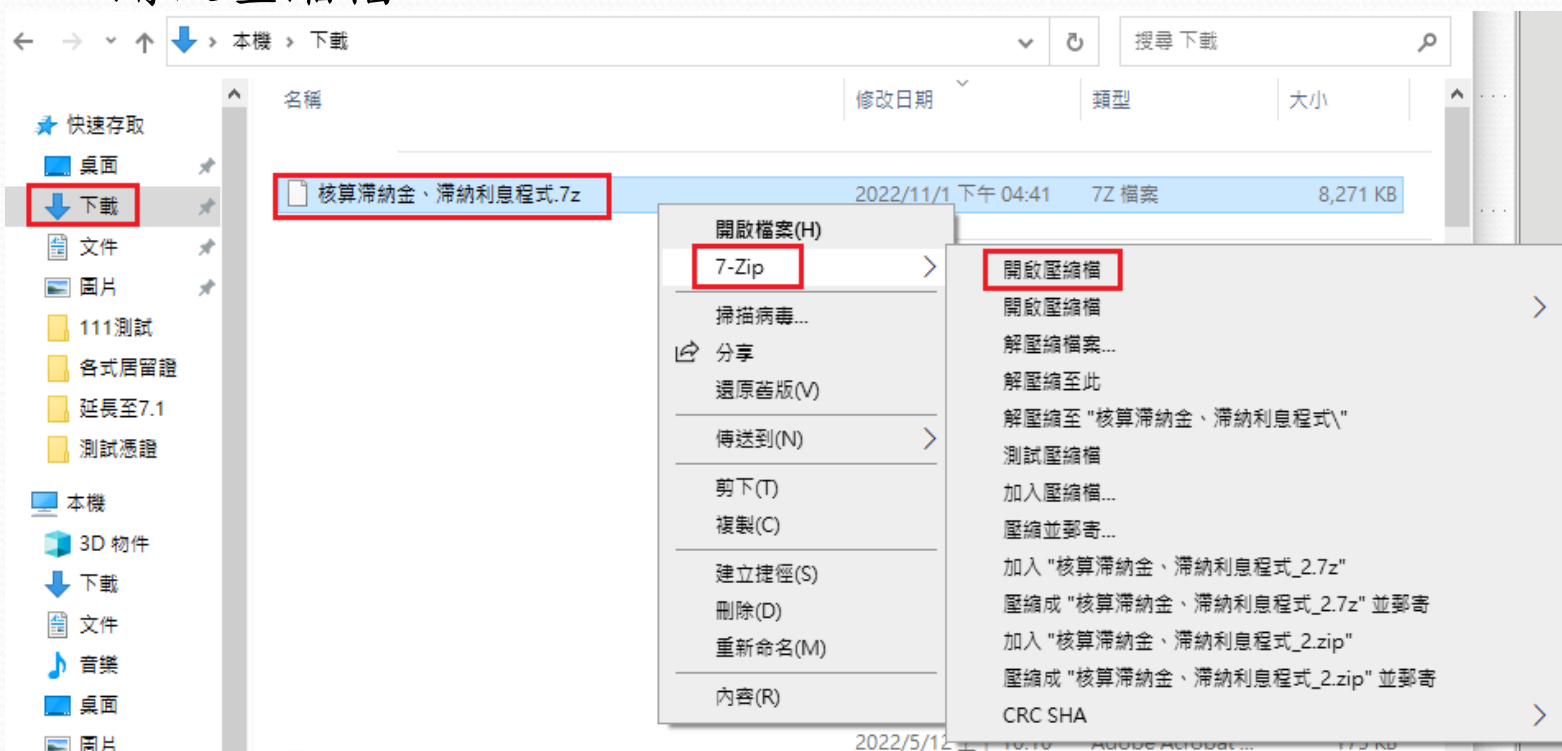 本機 › 下載
搜尋 下載
名稱
修改日期
類型
大小
快速存取
桌面
下載
文件
圖片
111測試
各式居留證
延長至7.1
測試憑證
本機
3D 物件
下載
文件
音樂
桌面
圖片
核算滯納金、滯納利息程式.7z
2022/11/1 下午 04:41
7Z 檔案
8,271 KB
開啟檔案(H)
7-Zip
掃描病毒...
分享
還原舊版(V)
傳送到(N)
剪下(T)
複製(C)
建立捷徑(S)
刪除(D)
重新命名(M)
內容(R)
開啟壓縮檔
開啟壓縮檔
解壓縮檔案...
解壓縮至此
解壓縮至 "核算滯納金、滯納利息程式\"
測試壓縮檔
加入壓縮檔...
壓縮並郵寄...
加入 "核算滯納金、滯納利息程式_2.7z"
壓縮成 "核算滯納金、滯納利息程式_2.7z" 並郵寄
加入 "核算滯納金、滯納利息程式_2.zip"
壓縮成 "核算滯納金、滯納利息程式_2.zip" 並郵寄
CRC SHA
2022/5/12